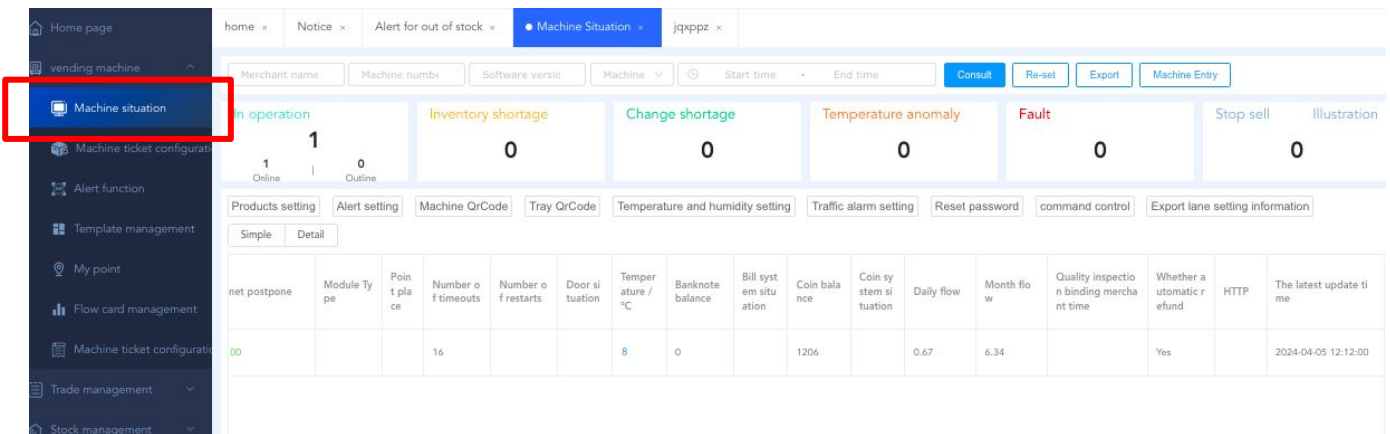 Home page
vending machine
Machine situation
Machine ticket configurati
Alert function
Template management
My point
Flow card management
Machine ticket configuratic
Trade management
Stock management
home × Notice × Alert for out of stock × Machine Situation × jqxppz ×
Merchant name Machine numbe Software versio Machine Start time - End time Consult Re-set Export Machine Entry
In operation Inventory shortage Change shortage Temperature anomaly Fault Stop sell Illustration
1 0 0 0 0 0
1 | 0
Online Outline
Products setting Alert setting Machine QrCode Tray QrCode Temperature and humidity setting Traffic alarm setting Reset password command control Export lane setting information
Simple Detail
net postpone
Module Ty
pe
Poin
t pla
ce
Number o
f timeouts
Number o
f restarts
Door si
tuation
Temper
ature /
°C
Banknote
balance
Bill syst
em situ
ation
Coin bala
nce
Coin sy
stem si
tuation
Daily flow
Month flo
w
Quality inspectio
n binding mercha
nt time
Whether a
utomatic r
efund
HTTP
The latest update ti
me
00 16 8 0 1206 0.67 6.34 Yes 2024-04-05 12:12:00